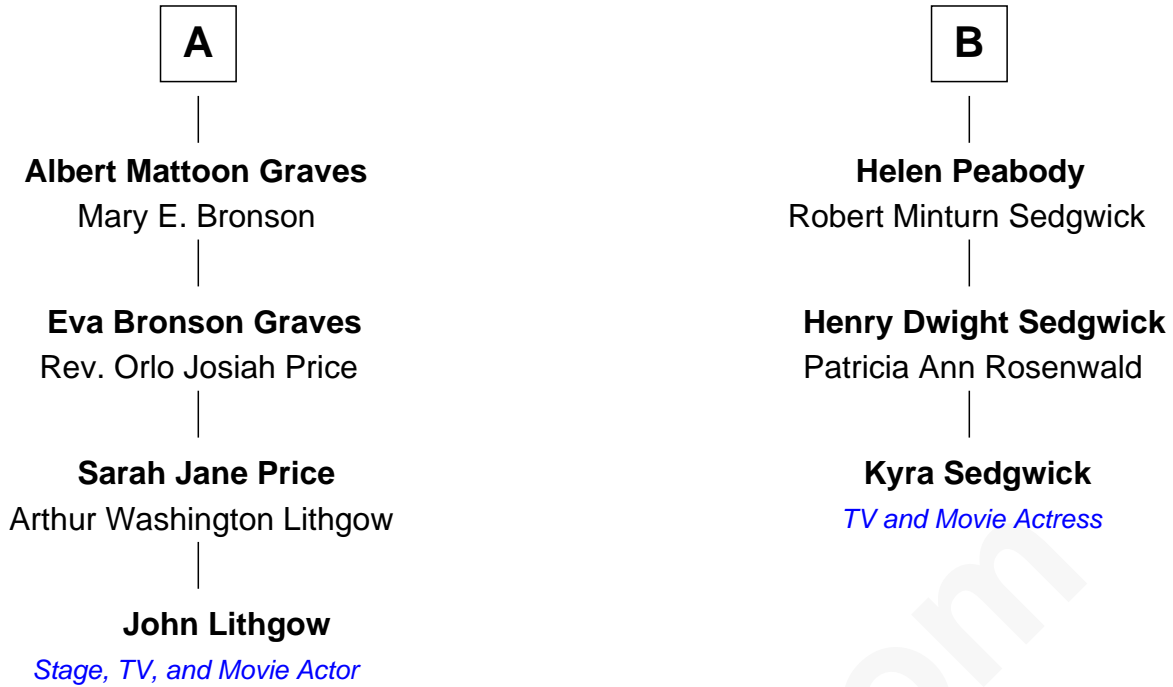 A
Albert Mattoon Graves
Mary E. Bronson
Eva Bronson Graves
Rev. Orlo Josiah Price
Sarah Jane Price
Arthur Washington Lithgow
John Lithgow
Stage, TV, and Movie Actor
B
Helen Peabody
Robert Minturn Sedgwick
Henry Dwight Sedgwick
Patricia Ann Rosenwald
Kyra Sedgwick
TV and Movie Actress
om